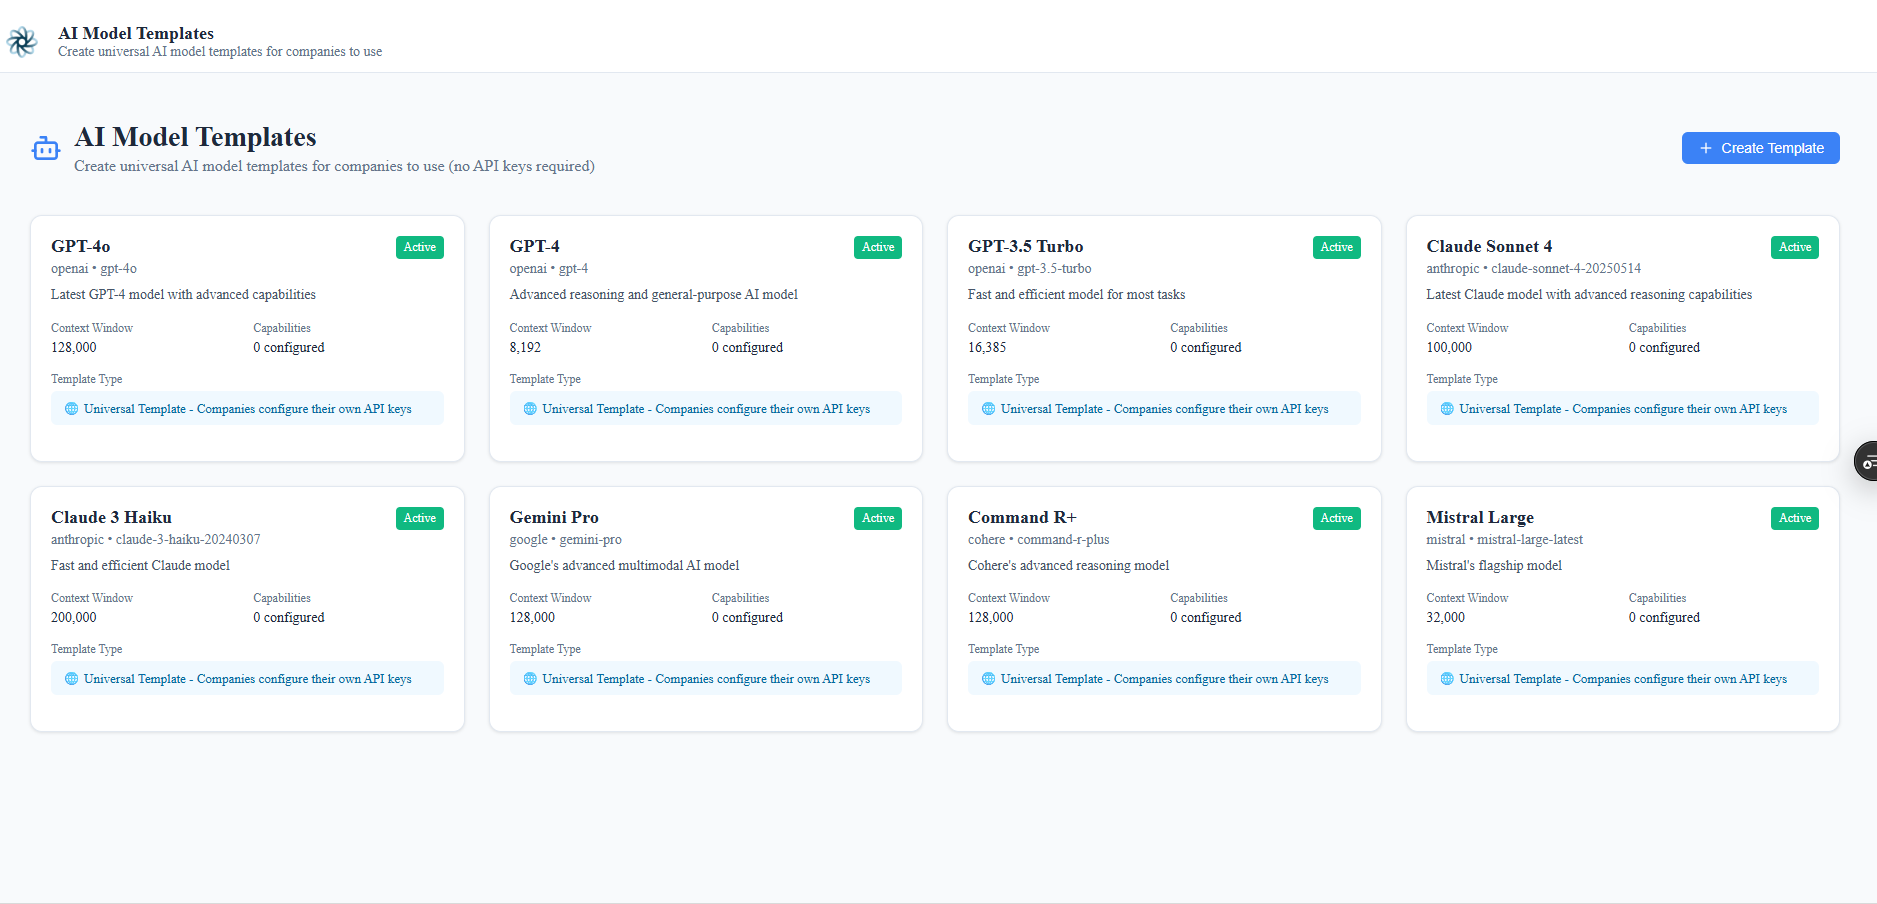 AI Model Templates
Create universal AI model templates for companies to use
AI Model Templates
Create universal AI model templates for companies to use (no API keys required)
Create Template
GPT-4o
Active
openai • gpt-4o
Latest GPT-4 model with advanced capabilities
Context Window
Capabilities
128,000
0 configured
Template Type
Universal Template - Companies configure their own API keys
GPT-4
Active
openai • gpt-4
Advanced reasoning and general-purpose AI model
Context Window
Capabilities
8,192
0 configured
Template Type
Universal Template - Companies configure their own API keys
GPT-3.5 Turbo
Active
openai • gpt-3.5-turbo
Fast and efficient model for most tasks
Context Window
Capabilities
16,385
0 configured
Template Type
Universal Template - Companies configure their own API keys
Claude Sonnet 4
Active
anthropic • claude-sonnet-4-20250514
Latest Claude model with advanced reasoning capabilities
Context Window
Capabilities
100,000
0 configured
Template Type
Universal Template - Companies configure their own API keys
Claude 3 Haiku
Active
anthropic • claude-3-haiku-20240307
Fast and efficient Claude model
Context Window
Capabilities
200,000
0 configured
Template Type
Universal Template - Companies configure their own API keys
Gemini Pro
Active
google • gemini-pro
Google's advanced multimodal AI model
Context Window
Capabilities
128,000
0 configured
Template Type
Universal Template - Companies configure their own API keys
Command R+
Active
cohere • command-r-plus
Cohere's advanced reasoning model
Context Window
Capabilities
128,000
0 configured
Template Type
Universal Template - Companies configure their own API keys
Mistral Large
Active
mistral • mistral-large-latest
Mistral's flagship model
Context Window
Capabilities
32,000
0 configured
Template Type
Universal Template - Companies configure their own API keys